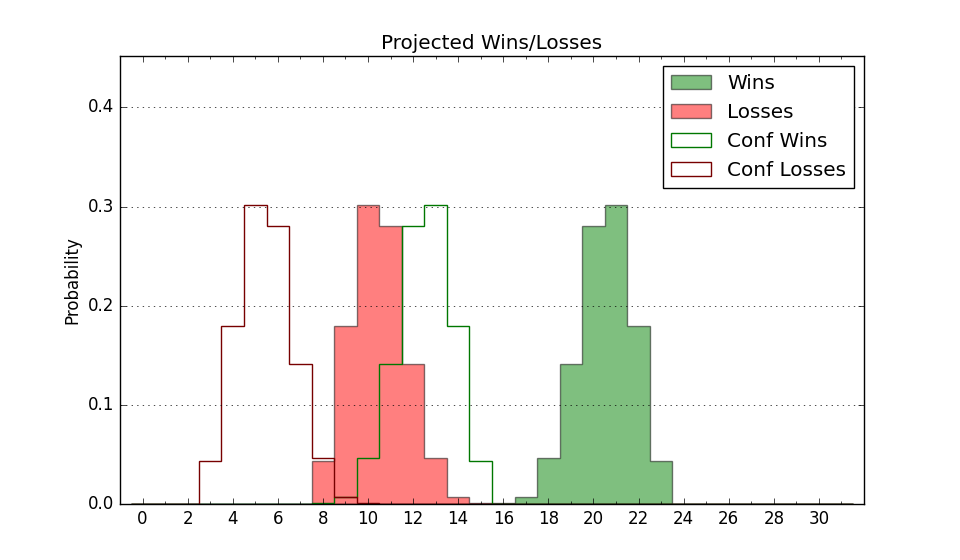 Projected Wins/Losses
Wins
Losses
Conf Wins
Conf Losses
Probability
0.4
0.3
0.2
0.1
0.0
0 2 4 6 8 10 12 14 16 18 20 22 24 26 28 30